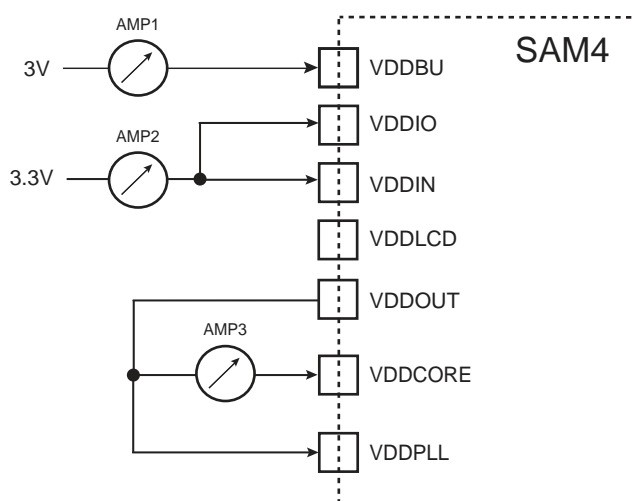 SAM4
AMP1
3V
VDDBU
VDDIO
AMP2
3.3V
VDDIN
VDDLCD
VDDOUT
AMP3
VDDCORE
VDDPLL